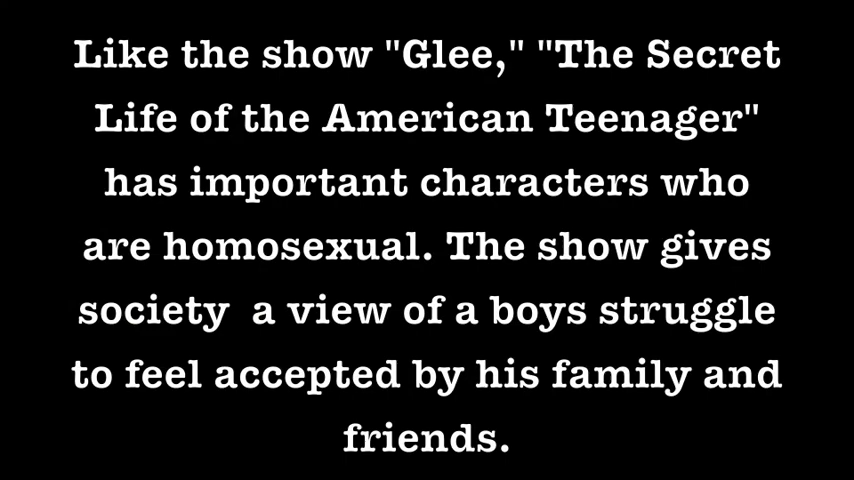 Like the show "Glee," "The Secret
Life of the American Teenager"
has important characters who
are homosexual. The show gives
society  a view of a boys struggle
to feel accepted by his family and
friends.